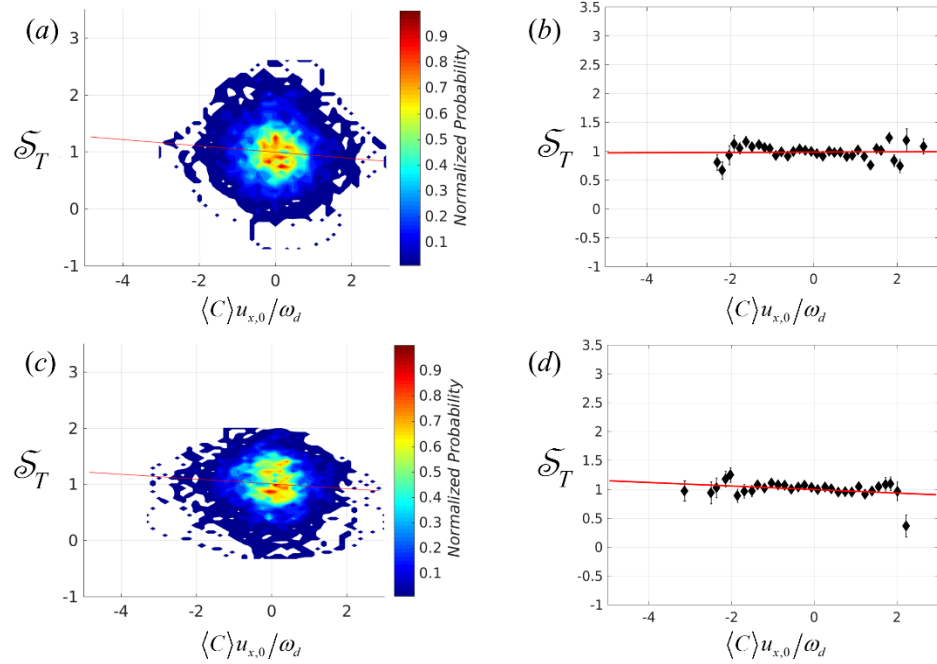 (a)
3
2
1
0
-1
𝒮_T
-4 -2 0 2
⟨C⟩u_{x,0}/ω_d
0.9
0.8
0.7
0.6
0.5
0.4
0.3
0.2
0.1
Normalized Probability
(b)
3.5
3
2.5
2
1.5
1
0.5
0
-0.5
-1
𝒮_T
-4 -2 0 2
⟨C⟩u_{x,0}/ω_d
(c)
3
2
1
0
-1
𝒮_T
-4 -2 0 2
⟨C⟩u_{x,0}/ω_d
0.9
0.8
0.7
0.6
0.5
0.4
0.3
0.2
0.1
Normalized Probability
(d)
3.5
3
2.5
2
1.5
1
0.5
0
-0.5
-1
𝒮_T
-4 -2 0 2
⟨C⟩u_{x,0}/ω_d